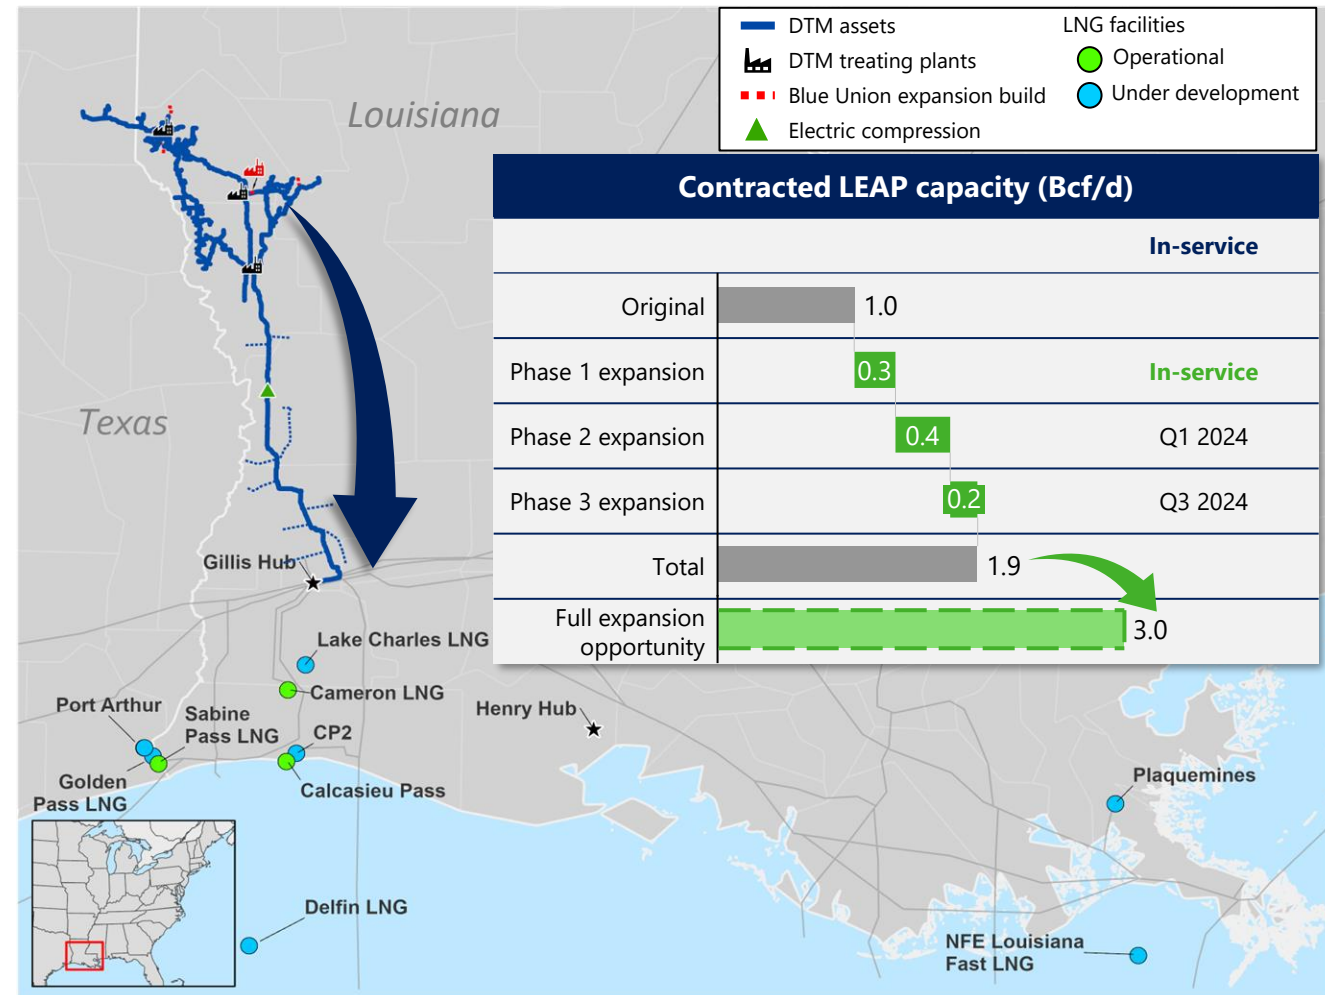 DTM assets
DTM treating plants
Blue Union expansion build
Electric compression
LNG facilities
Operational
Under development
Louisiana
Texas
Contracted LEAP capacity (Bcf/d)
In-service
Original 1.0
Phase 1 expansion 0.3 In-service
Phase 2 expansion 0.4 Q1 2024
Phase 3 expansion 0.2 Q3 2024
Total 1.9
Full expansion
opportunity 3.0
Gillis Hub
Lake Charles LNG
Cameron LNG
Port Arthur
Sabine
Pass LNG
CP2
Henry Hub
Golden
Pass LNG
Calcasieu Pass
Plaquemines
Delfin LNG
NFE Louisiana
Fast LNG